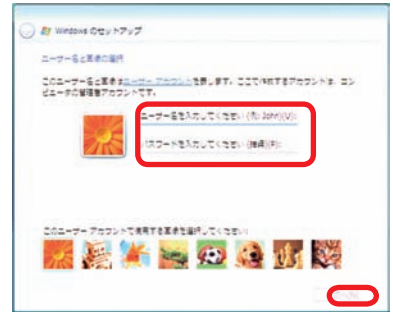 Windows のセットアップ
ユーザー名と画像の選択
このユーザー名と画像はユーザー アカウントを表します。ここで作成するアカウントは、コン
ピュータの管理者アカウントです。
ユーザー名を入力してください (例: John)(U):
パスワードを入力してください (推奨)(P):
このユーザー アカウントで使用する画像を選択してください: